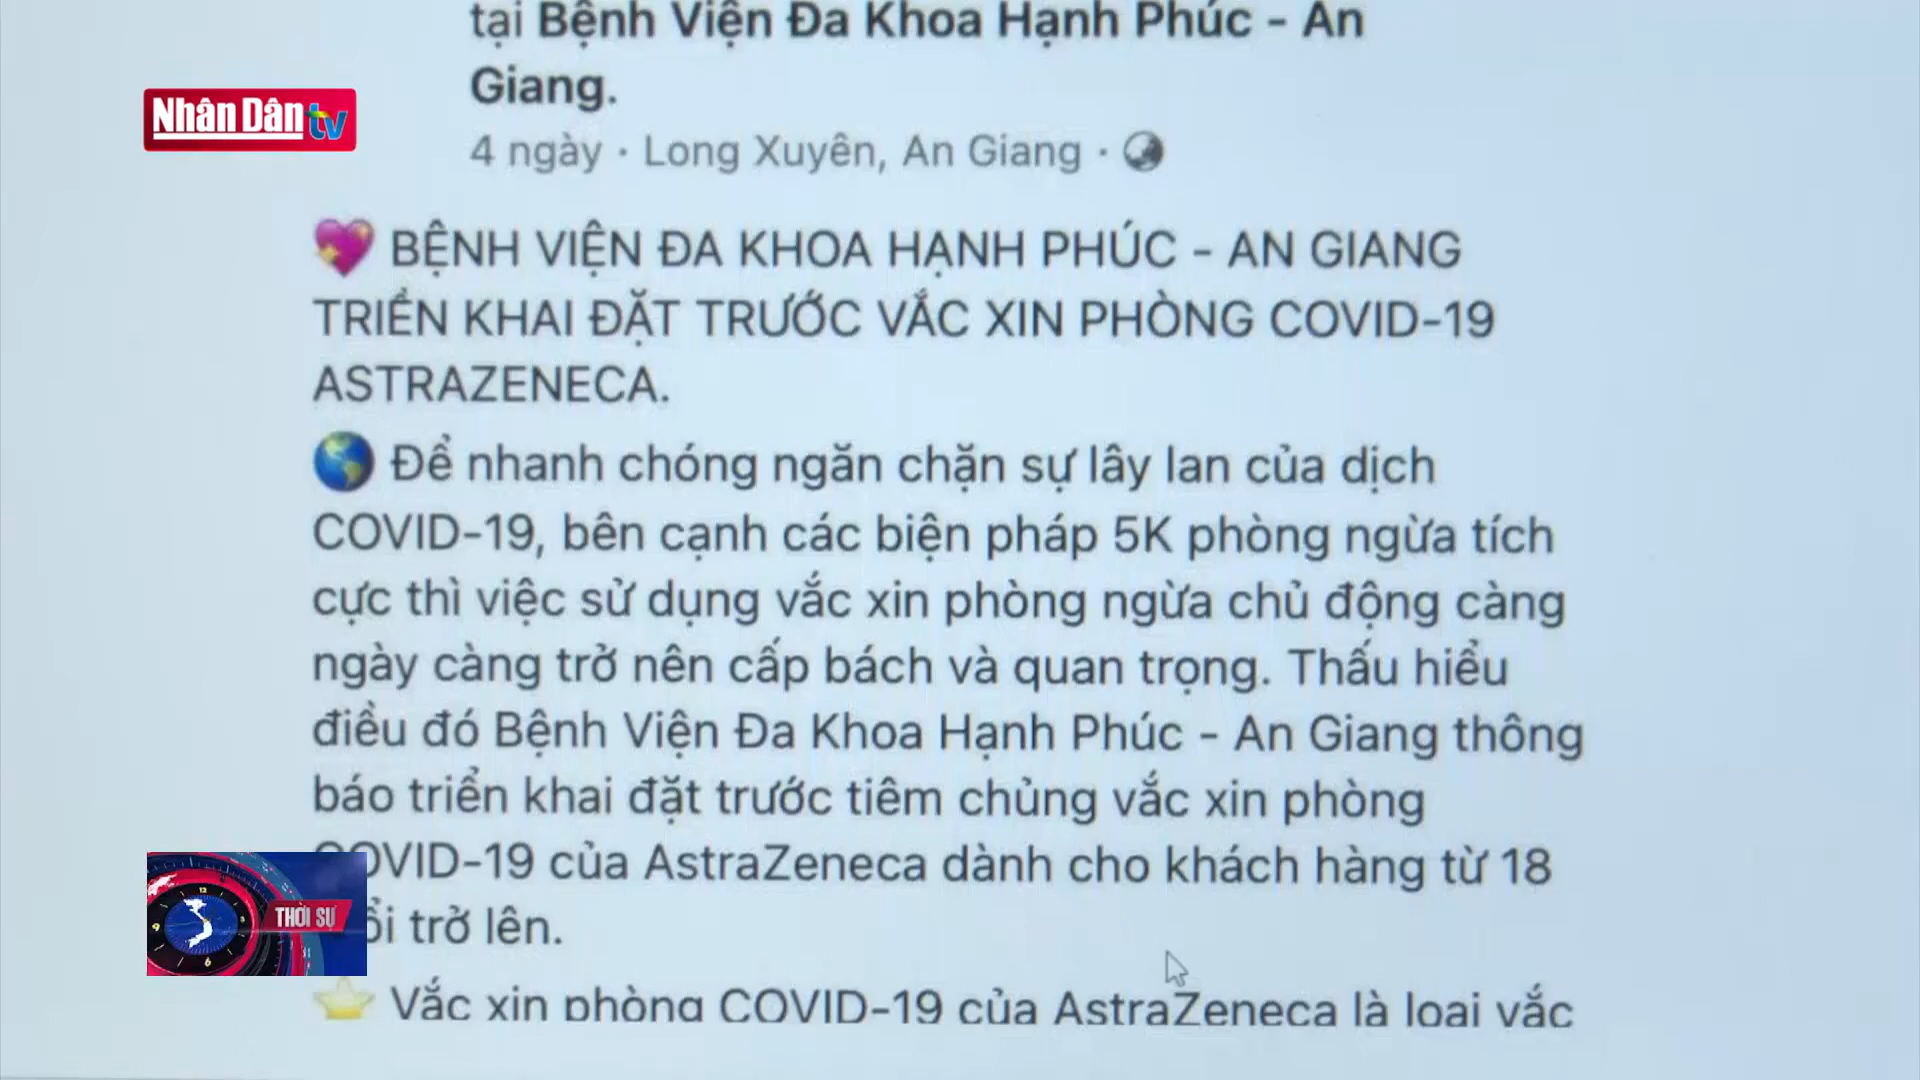 tại Bệnh Viện Đa Khoa Hạnh Phúc - An
Giang.
Nhân Dân tv
4 ngày · Long Xuyên, An Giang ·
BỆNH VIỆN ĐA KHOA HẠNH PHÚC - AN GIANG
TRIỂN KHAI ĐẶT TRƯỚC VẮC XIN PHÒNG COVID-19
ASTRAZENECA.
Để nhanh chóng ngăn chặn sự lây lan của dịch
COVID-19, bên cạnh các biện pháp 5K phòng ngừa tích
cực thì việc sử dụng vắc xin phòng ngừa chủ động càng
ngày càng trở nên cấp bách và quan trọng. Thấu hiểu
điều đó Bệnh Viện Đa Khoa Hạnh Phúc - An Giang thông
báo triển khai đặt trước tiêm chủng vắc xin phòng
COVID-19 của AstraZeneca dành cho khách hàng từ 18
trở lên.
THỜI SỰ
Vắc xin phòng COVID-19 của AstraZeneca là loại vắc